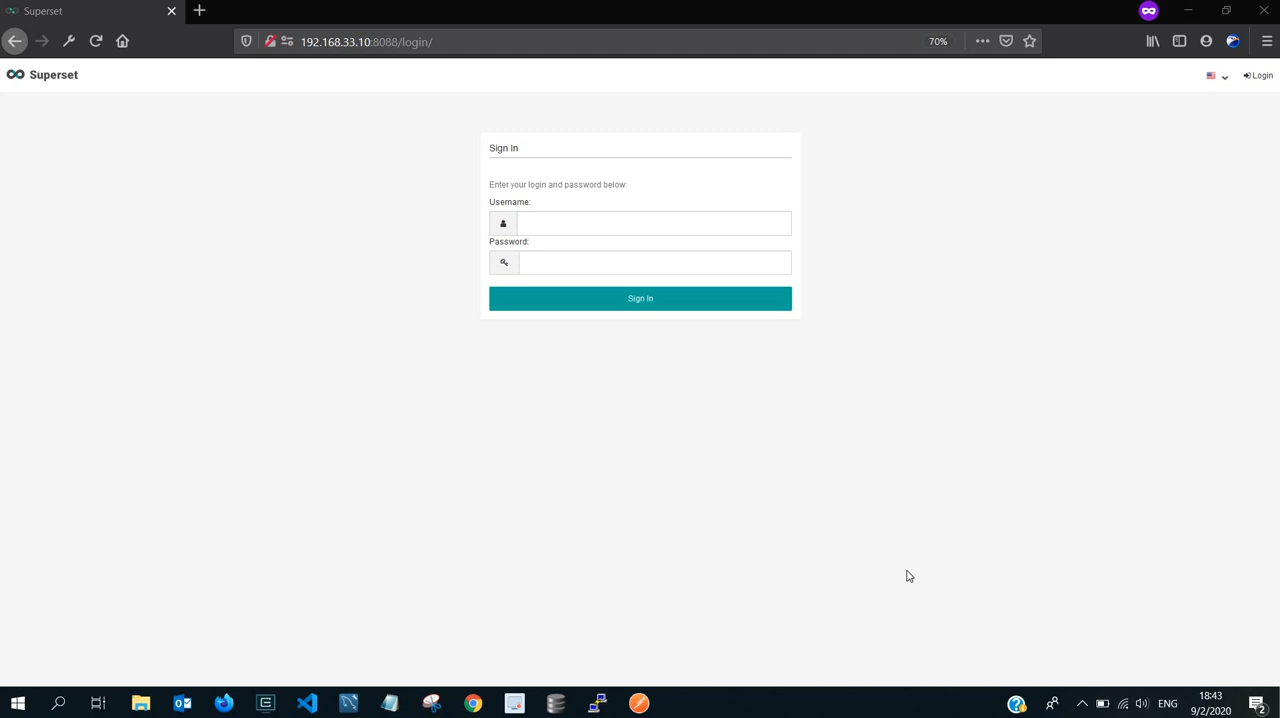 Superset
192.168.33.10:8088/login/
70%
Superset
Login
Sign In
Enter your login and password below:
Username:
Password:
Sign In
ENG
18:43
9/2/2020
2